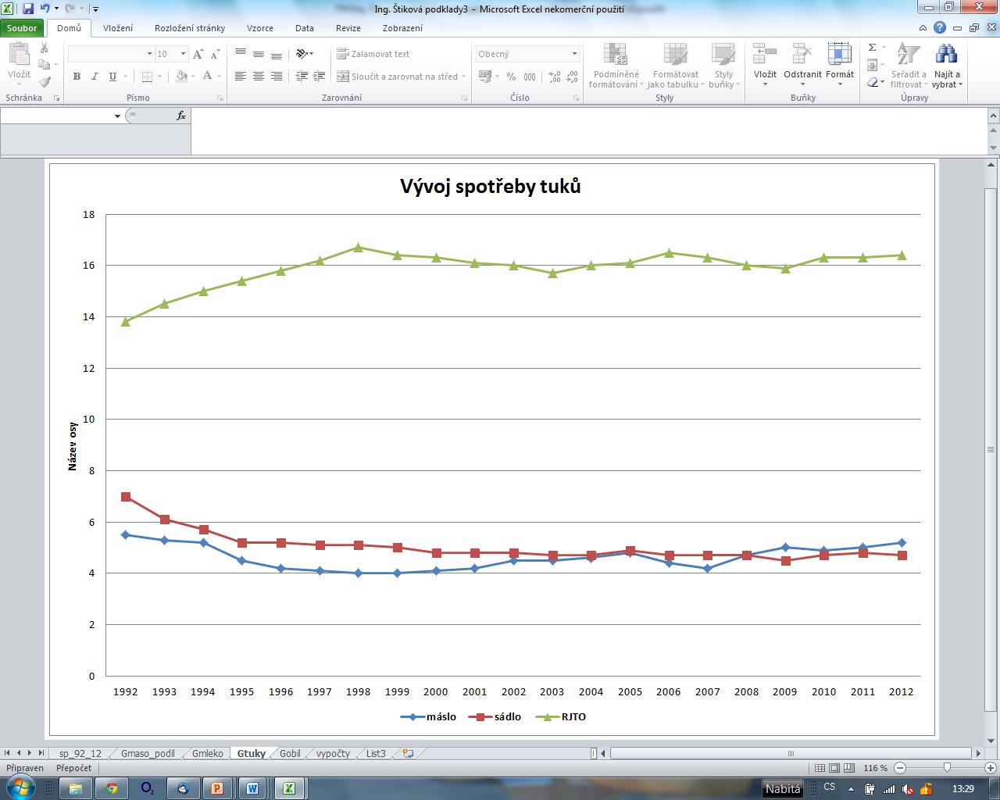 Ing. Štiková podklady3 - Microsoft Excel nekomerční použití
Soubor Domů Vložení Rozložení stránky Vzorce Data Revize Zobrazení
Vložit
Schránka
10
B I U A
Písmo
Zalamovat text
Sloučit a zarovnat na střed
Zarovnání
Obecný
% 000
Číslo
Podmíněné formátování
Formátovat jako tabulku
Styly buňky
Styly
Vložit Odstranit Formát
Buňky
Σ
Seřadit a filtrovat
Najít a vybrat
Úpravy
fx
Vývoj spotřeby tuků
18
16
14
12
10
8
6
4
2
0
Název osy
1992 1993 1994 1995 1996 1997 1998 1999 2000 2001 2002 2003 2004 2005 2006 2007 2008 2009 2010 2011 2012
máslo sádlo RJTO
sp_92_12 Gmaso_podil Gmleko Gtuky Gobil vypočty List3
Připraven Přepočet 116 %
O2 Nabitá CS 13:29